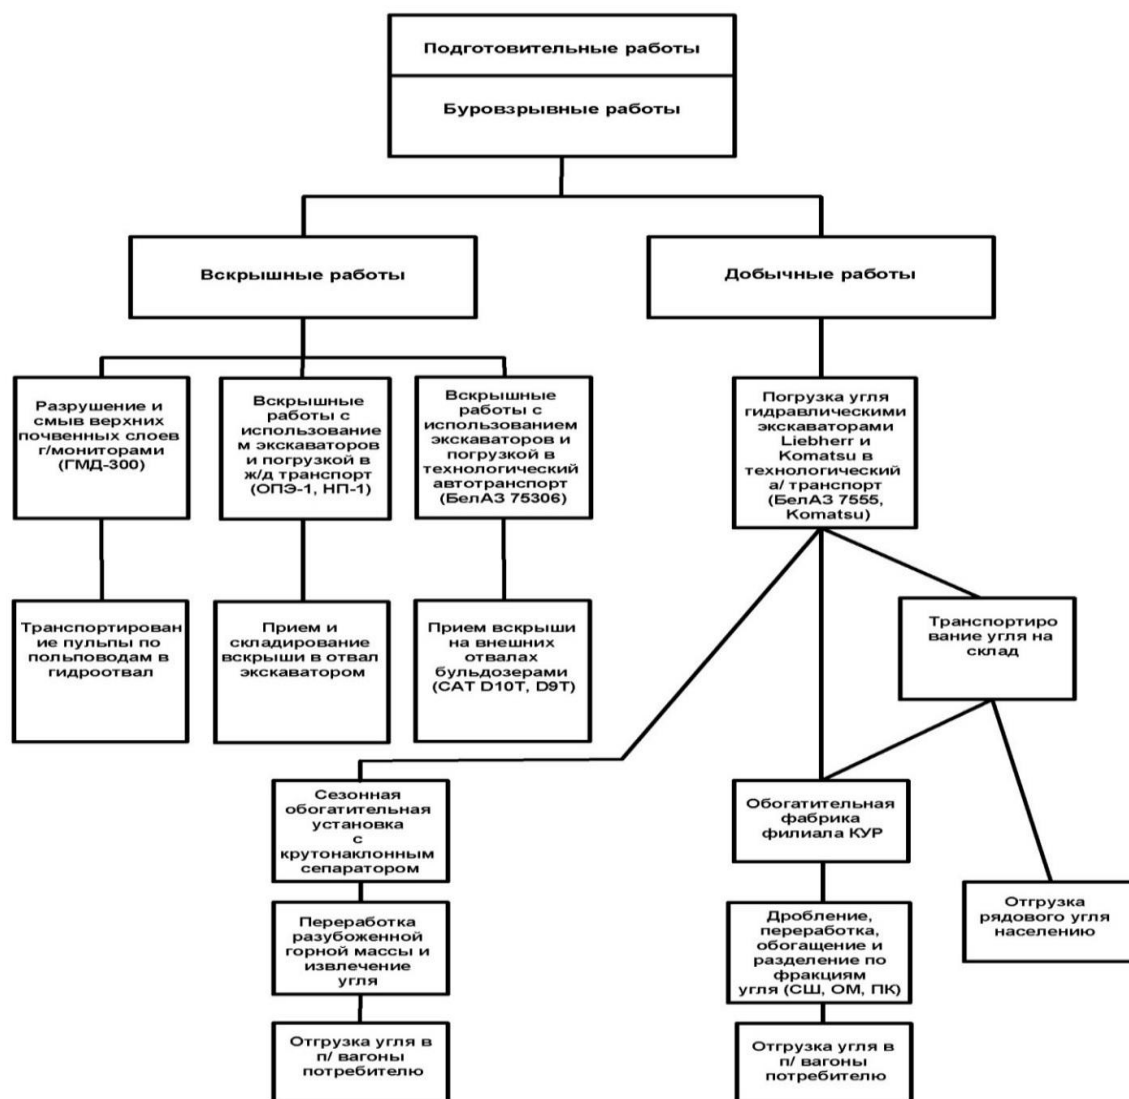 Подготовительные работы
Буровзрывные работы
Вскрышные работы
Добычные работы
Разрушение и
смыв верхних
почвенных слоев
г/мониторами
(ГМД-300)
Вскрышные
работы с
использование
м экскаваторов
и погрузкой в
ж/д транспорт
(ОПЭ-1, НП-1)
Вскрышные
работы с
использованием
экскаваторов и
погрузкой в
технологический
автотранспорт
(БелАЗ 75306)
Погрузка угля
гидравлическими
экскаваторами
Liebherr и
Komatsu в
технологический
а/ транспорт
(БелАЗ 7555,
Komatsu)
Транспортирован
ие пульпы по
польповодам в
гидроотвал
Прием и
складирование
вскрыши в отвал
экскаватором
Прием вскрыши
на внешних
отвалах
бульдозерами
(CAT D10T, D9T)
Транспортиро
вание угля на
склад
Сезонная
обогатительная
установка
с
крутонаклонным
сепаратором
Обогатительная
фабрика
филиала КУР
Отгрузка
рядового угля
населению
Переработка
разубоженной
горной массы и
извлечение
угля
Дробление,
переработка,
обогащение и
разделение по
фракциям
угля (СШ, ОМ, ПК)
Отгрузка угля в
п/ вагоны
потребителю
Отгрузка угля в
п/ вагоны
потребителю